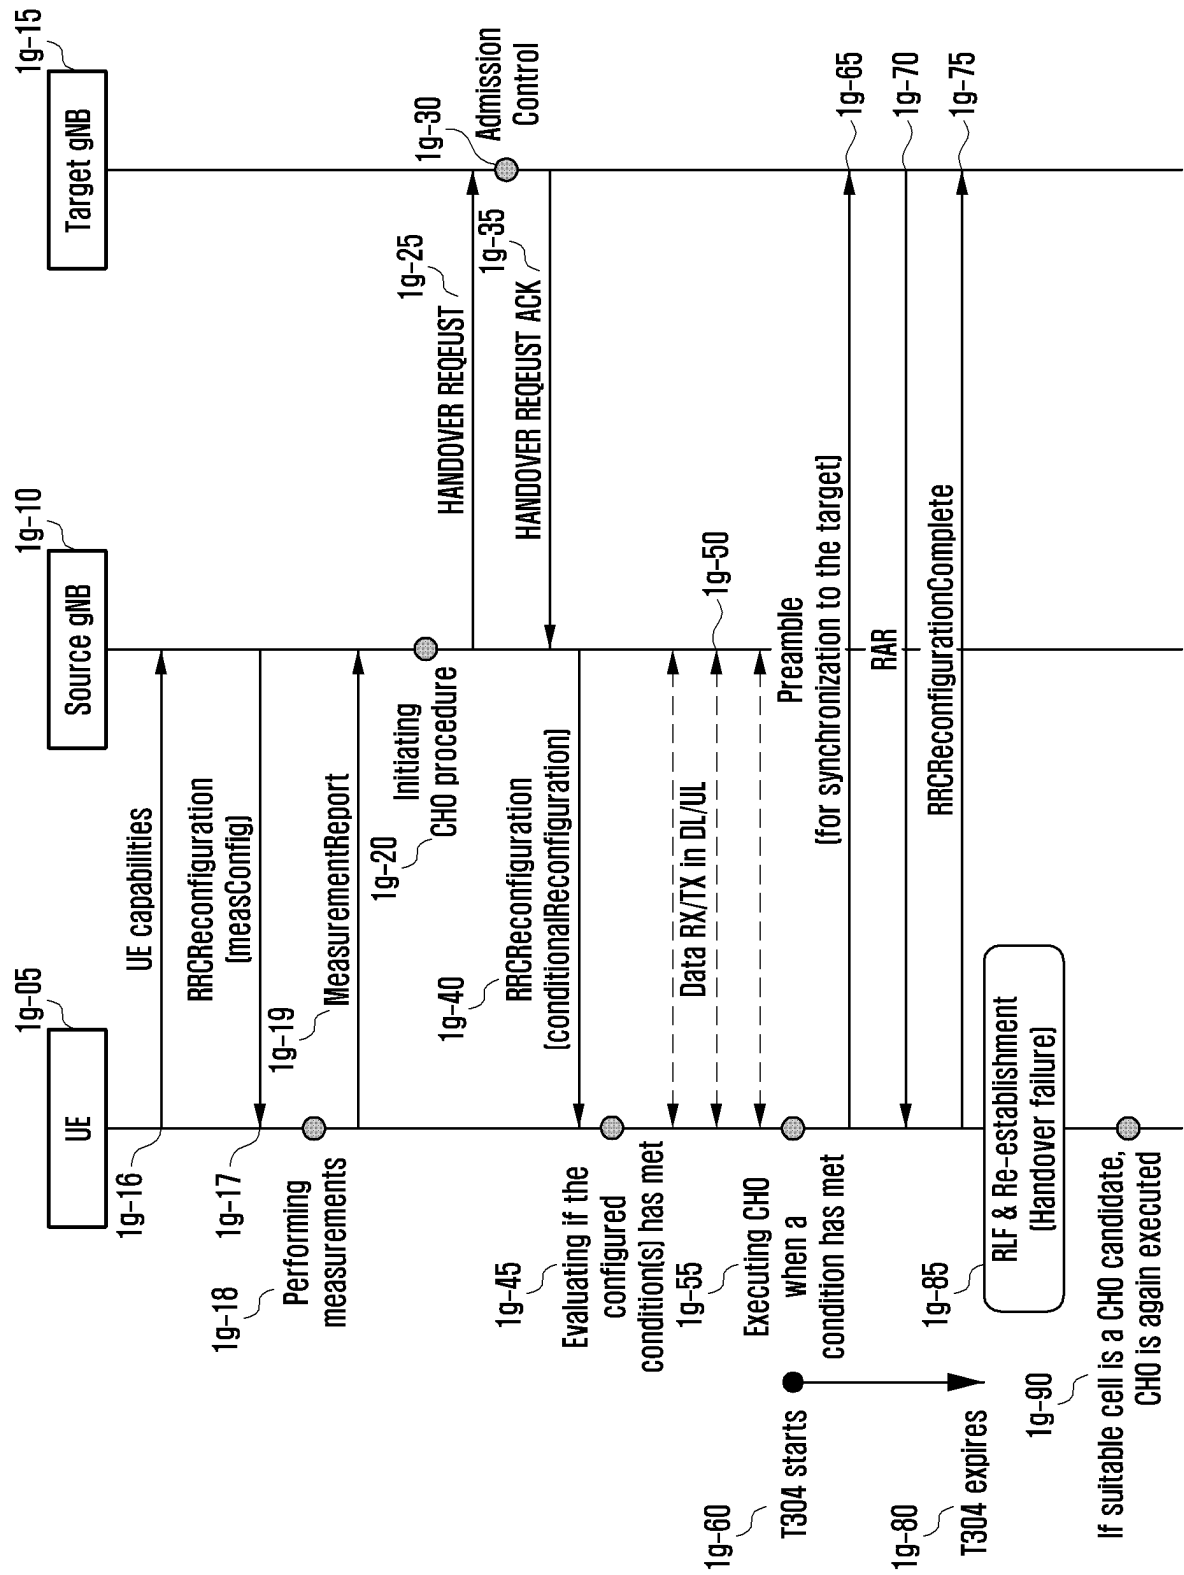 UE
1g-05
Source gNB
1g-10
Target gNB
1g-15
1g-16
UE capabilities
1g-17
RRCReconfiguration
(measConfig)
1g-18
Performing
measurements
1g-19
MeasurementReport
1g-20
Initiating
CHO procedure
1g-25
HANDOVER REQEUST
1g-30
Admission
Control
1g-35
HANDOVER REQEUST ACK
1g-40
RRCReconfiguration
(conditionalReconfiguration)
1g-45
Evaluating if the
configured
condition(s) has met
Data RX/TX in DL/UL
1g-50
1g-55
Executing CHO
when a
condition has met
1g-60
T304 starts
Preamble
(for synchronization to the target)
1g-65
RAR
1g-70
RRCReconfigurationComplete
1g-75
1g-80
T304 expires
1g-85
RLF & Re-establishment
(Handover failure)
1g-90
If suitable cell is a CHO candidate,
CHO is again executed